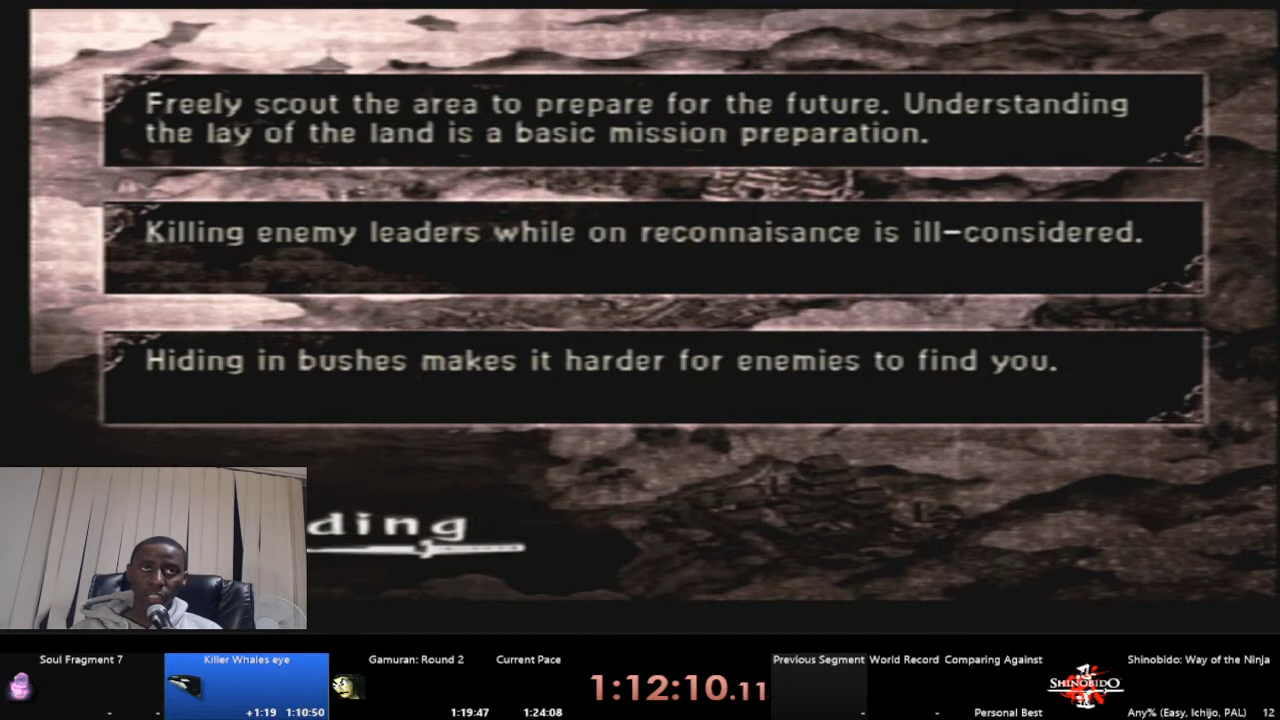 Freely scout the area to prepare for the future. Understanding
the lay of the land is a basic mission preparation.
Killing enemy leaders while on reconnaisance is ill-considered.
Hiding in bushes makes it harder for enemies to find you.
ding
Soul Fragment 7
- -
Killer Whales eye
+1:19 1:10:50
Gamuran: Round 2
1:19:47
Current Pace
1:24:08
1:12:10.11
Previous Segment
-
World Record
-
Comparing Against
Personal Best
SHINOBIDO
Shinobido: Way of the Ninja
Any% (Easy, Ichijo, PAL) 12